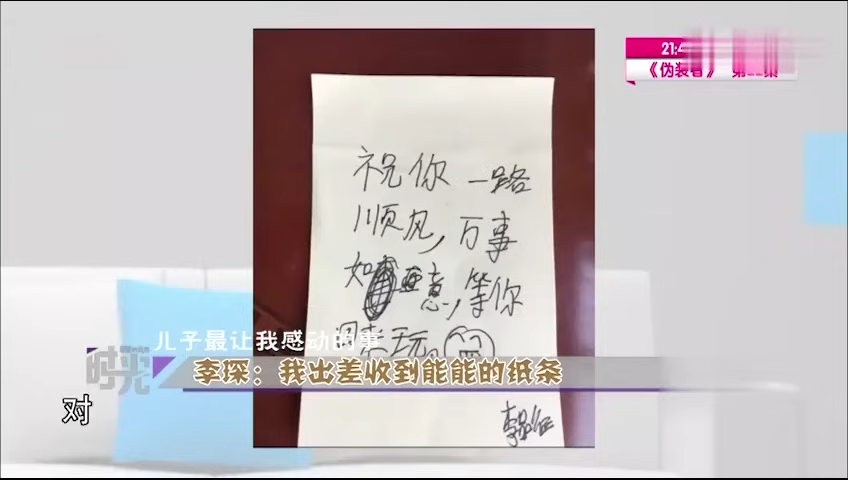 《伪装者》
祝你一路
顺风，万事
如意，等你
回来玩。
儿子最让我感动的事
时光
李琛：我出差收到能能的纸条
对